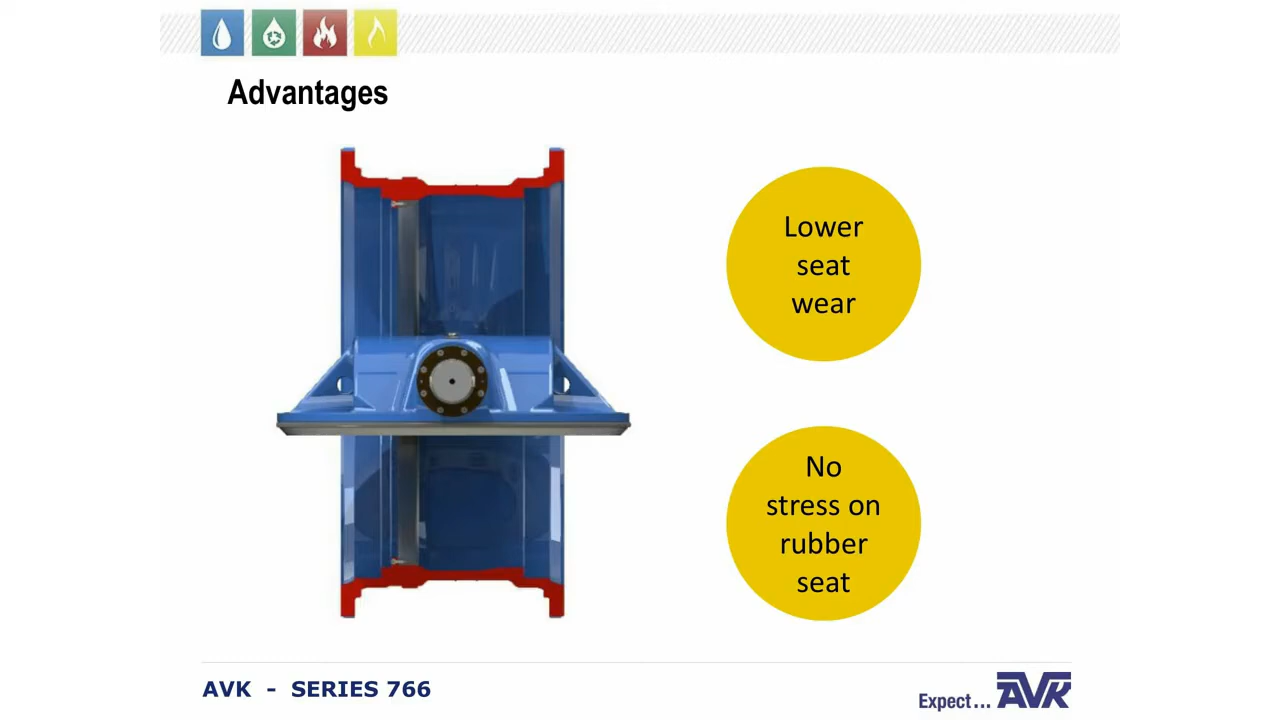 Advantages
Lower
seat
wear
No
stress on
rubber
seat
AVK - SERIES 766
Expect... AVK